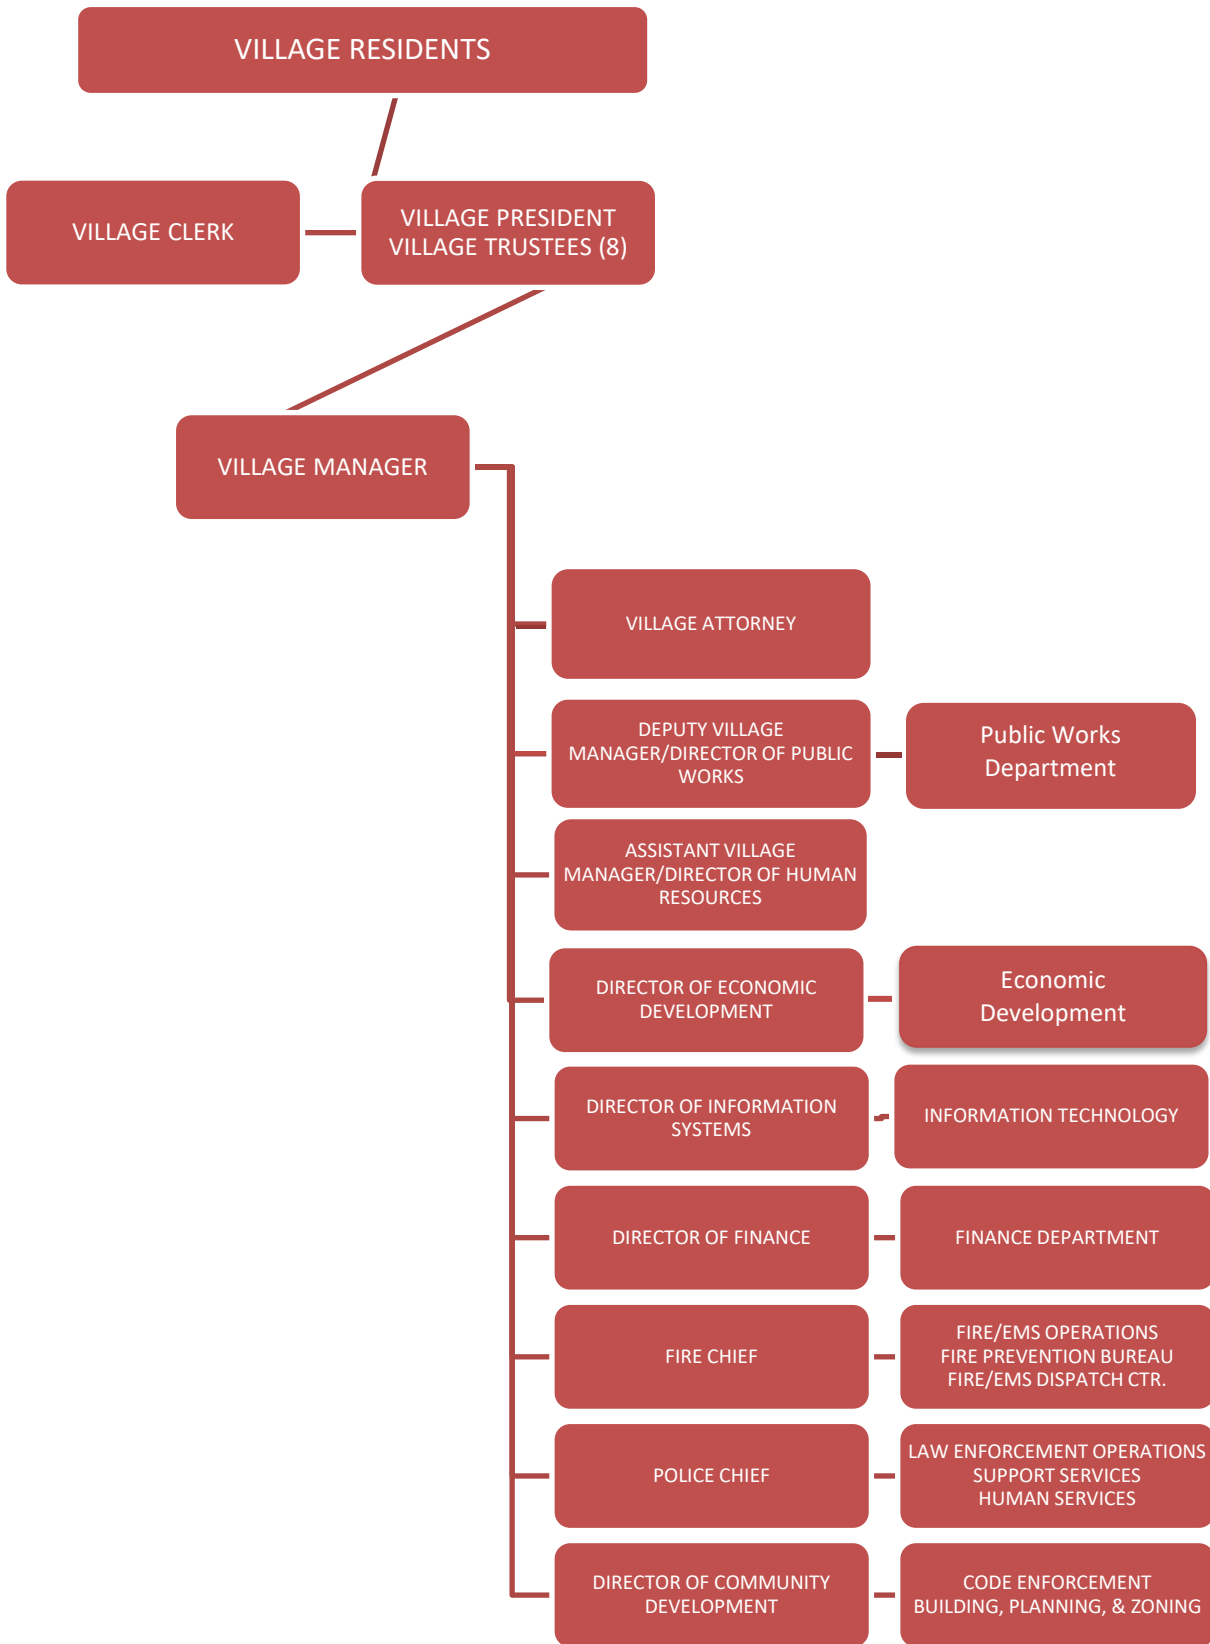 VILLAGE RESIDENTS
VILLAGE CLERK
VILLAGE PRESIDENT
VILLAGE TRUSTEES (8)
VILLAGE MANAGER
VILLAGE ATTORNEY
DEPUTY VILLAGE
MANAGER/DIRECTOR OF PUBLIC
WORKS
Public Works
Department
ASSISTANT VILLAGE
MANAGER/DIRECTOR OF HUMAN
RESOURCES
DIRECTOR OF ECONOMIC
DEVELOPMENT
Economic
Development
DIRECTOR OF INFORMATION
SYSTEMS
INFORMATION TECHNOLOGY
DIRECTOR OF FINANCE
FINANCE DEPARTMENT
FIRE CHIEF
FIRE/EMS OPERATIONS
FIRE PREVENTION BUREAU
FIRE/EMS DISPATCH CTR.
POLICE CHIEF
LAW ENFORCEMENT OPERATIONS
SUPPORT SERVICES
HUMAN SERVICES
DIRECTOR OF COMMUNITY
DEVELOPMENT
CODE ENFORCEMENT
BUILDING, PLANNING, & ZONING